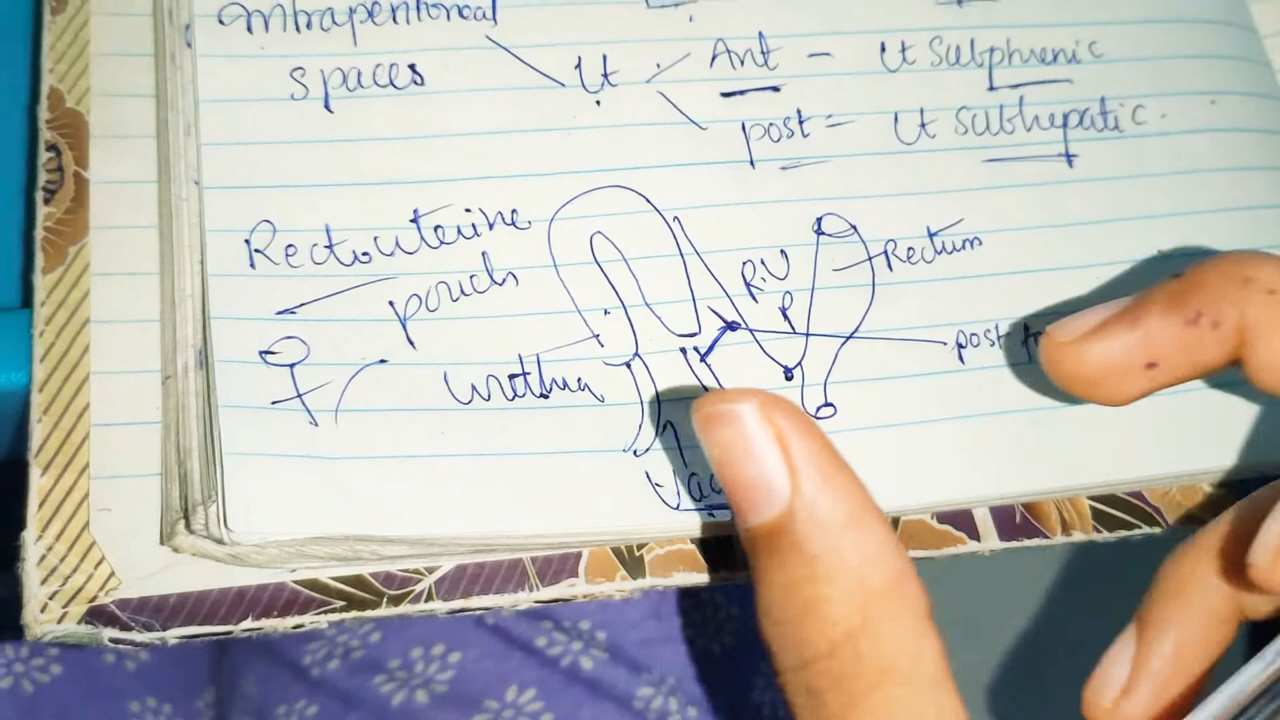 Intraperitoneal
spaces
Lt
Ant - Lt Subphrenic
post = Lt Subhepatic.
Rectouterine
pouch
R.U
P
Rectum
urethra
post